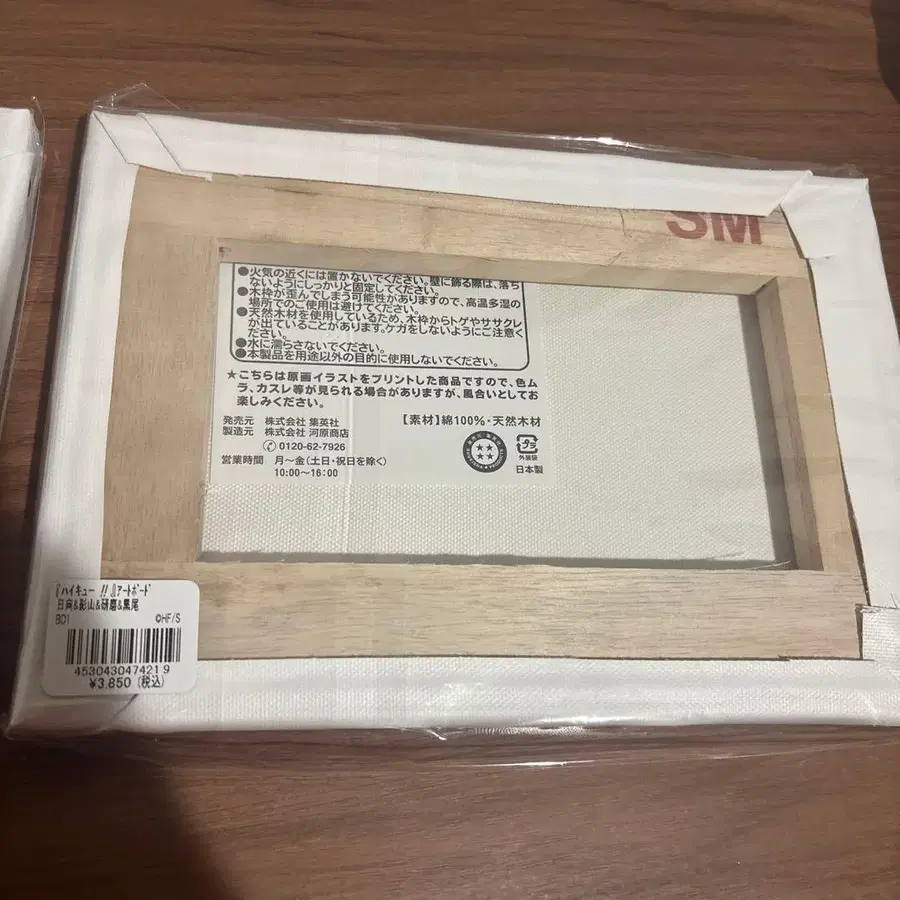 SM
●火気の近くには置かないでください。壁に飾る際は、落ち
ないようにしっかりと固定してください。
●木枠が歪んでしまう可能性がありますので、高温多湿の
場所でのご使用は避けてください。
●天然木材を使用しているため、木枠からトゲやササクレ
が出ていることがあります。ケガをしないようにご注意く
ださい。
●水に濡らさないでください。
●本製品を用途以外の目的に使用しないでください。
★こちらは原画イラストをプリントした商品ですので、色ム
ラ、カスレ等が見られる場合がありますが、風合いとしてお
楽しみください。
発売元 株式会社 集英社
製造元 株式会社 河原商店
0120-62-7926
営業時間 月〜金(土日・祝日を除く)
10:00〜16:00
【素材】綿100%・天然木材
プラ
外装袋
日本製
『ハイキュー!!』アートボード
日向&影山&研磨&黒尾
BD1 ©HF/S
4530430474219
¥3,850 (税込)